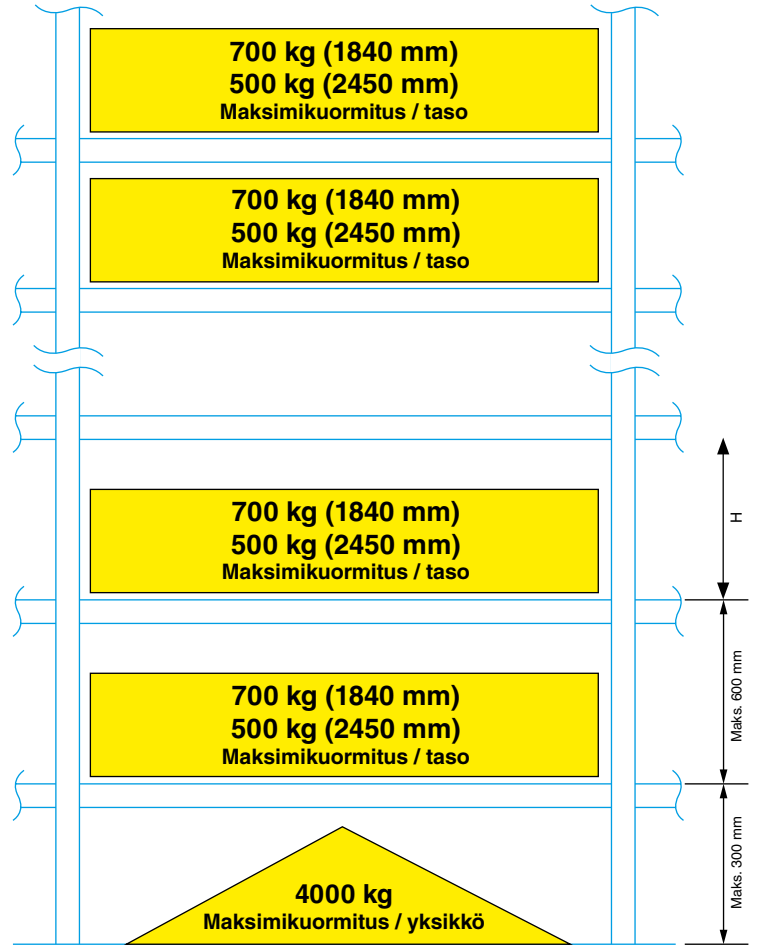 700 kg (1840 mm)
500 kg (2450 mm)
Maksimikuormitus / taso
700 kg (1840 mm)
500 kg (2450 mm)
Maksimikuormitus / taso
700 kg (1840 mm)
500 kg (2450 mm)
Maksimikuormitus / taso
H
700 kg (1840 mm)
500 kg (2450 mm)
Maksimikuormitus / taso
Maks. 600 mm
4000 kg
Maksimikuormitus / yksikkö
Maks. 300 mm